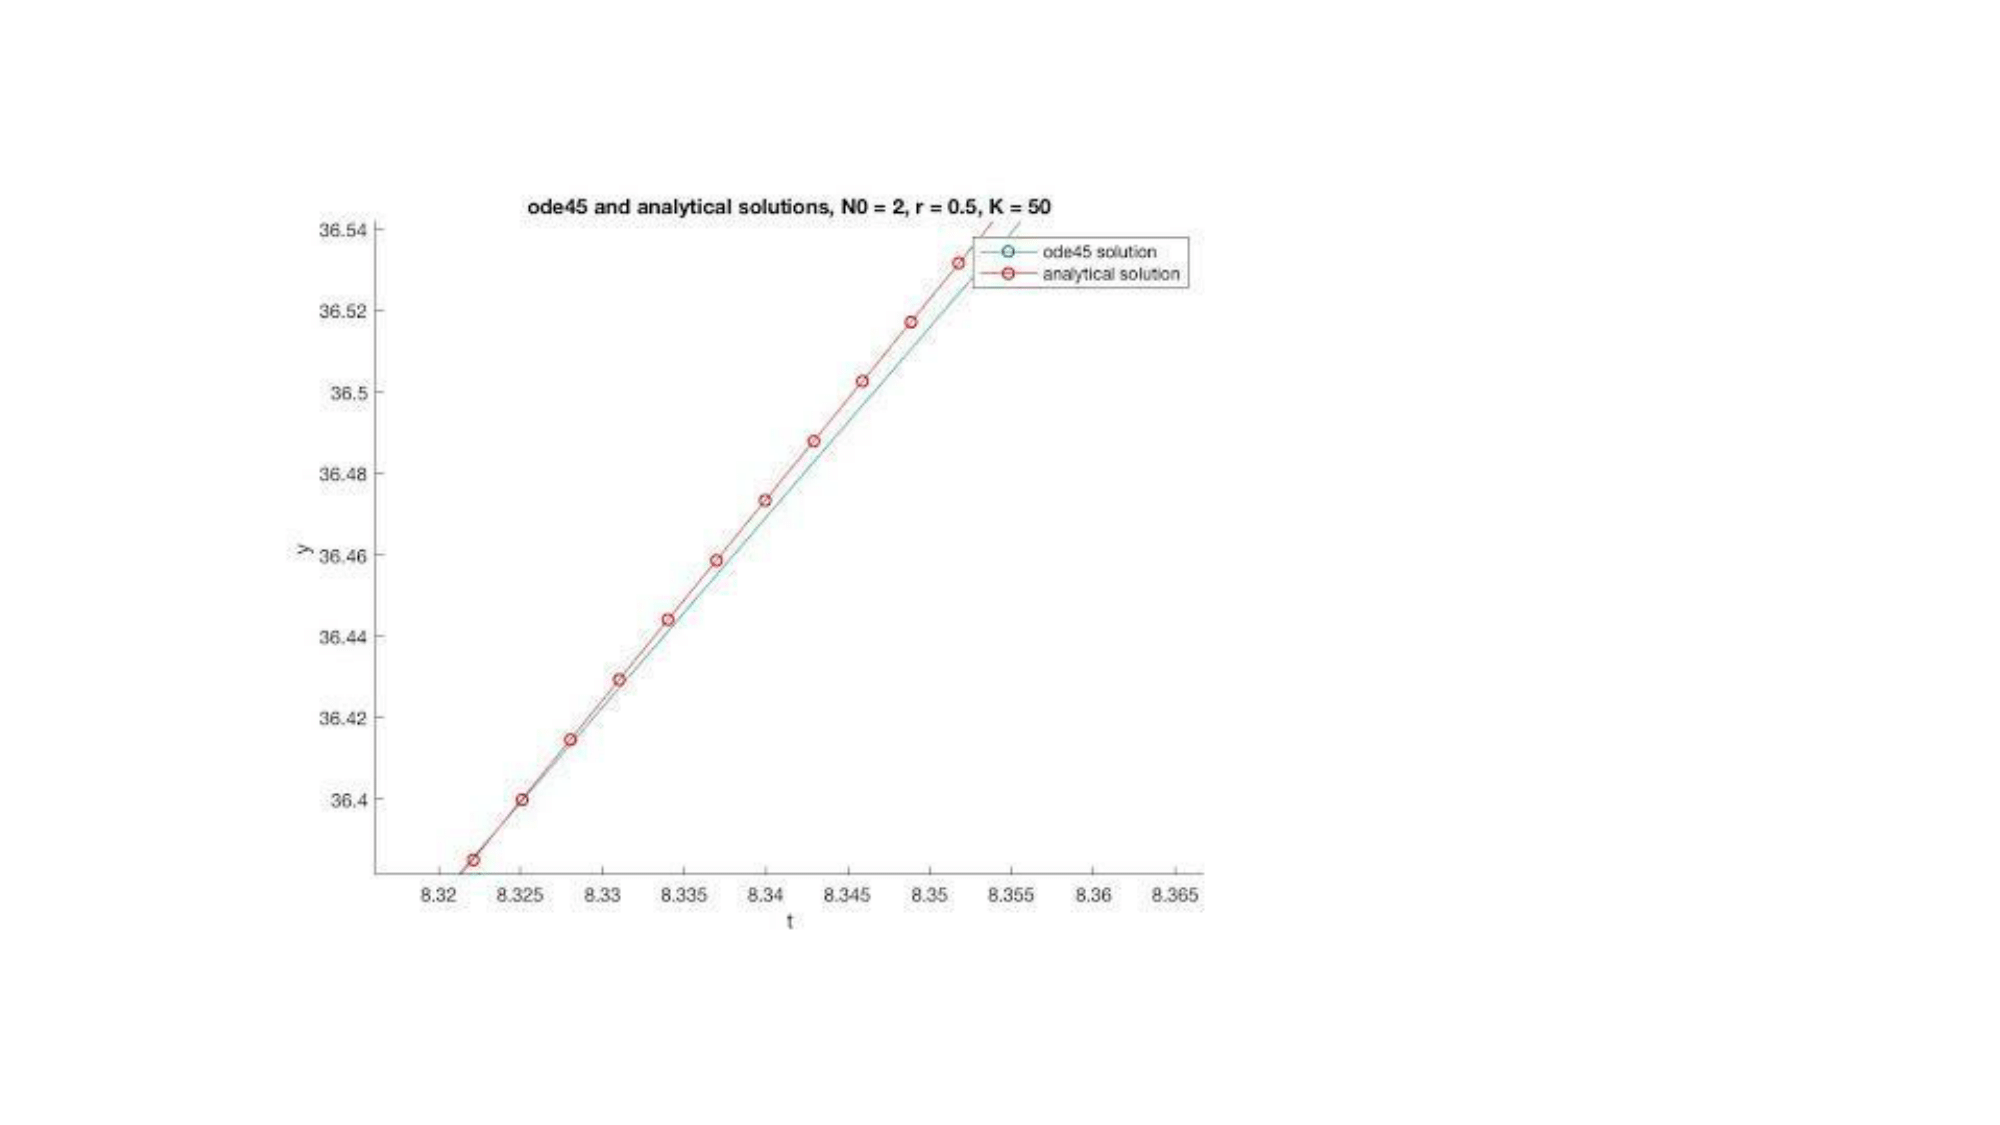 ode45 and analytical solutions, N0 = 2, r = 0.5, K = 50
36.54
36.52
36.5
36.48
36.46
36.44
36.42
36.4
y
ode45 solution
analytical solution
8.32 8.325 8.33 8.335 8.34 8.345 8.35 8.355 8.36 8.365
t